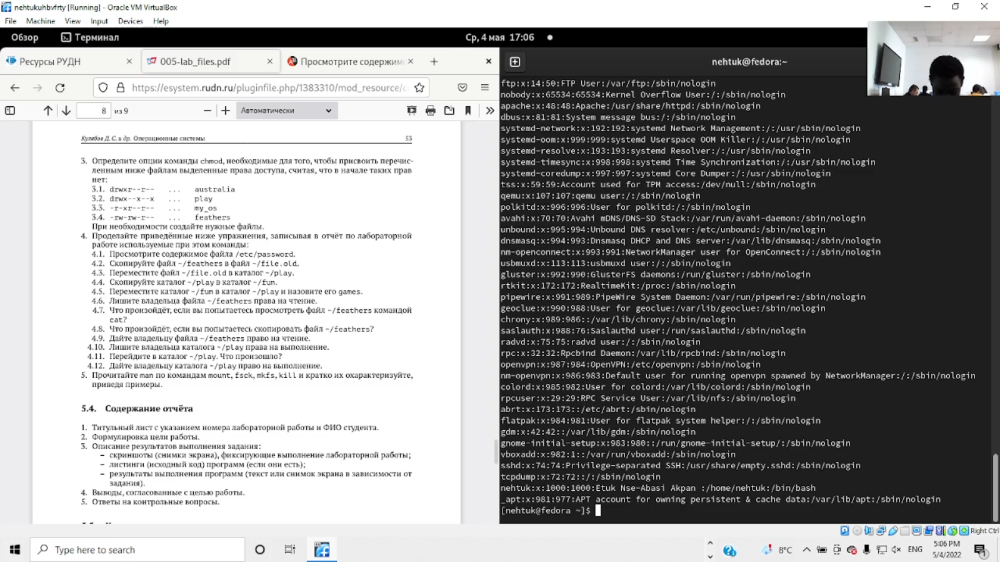 nehtukuhbvfrty [Running] - Oracle VM VirtualBox
File Machine View Input Devices Help
Обзор Терминал Ср, 4 мая 17:06
Ресурсы РУДН 005-lab_files.pdf Просмотрите содержимо
https://esystem.rudn.ru/pluginfile.php/1383310/mod_resource/c
8 из 9 Автоматически
Кулябов Д. С. и др. Операционные системы 53
3. Определите опции команды chmod, необходимые для того, чтобы присвоить перечис-
ленным ниже файлам выделенные права доступа, считая, что в начале таких прав
нет:
3.1. drwxr--r-- ... australia
3.2. drwx--x--x ... play
3.3. -r-xr--r-- ... my_os
3.4. -rw-rw-r-- ... feathers
При необходимости создайте нужные файлы.
4. Проделайте приведённые ниже упражнения, записывая в отчёт по лабораторной
работе используемые при этом команды:
4.1. Просмотрите содержимое файла /etc/password.
4.2. Скопируйте файл ~/feathers в файл ~/file.old.
4.3. Переместите файл ~/file.old в каталог ~/play.
4.4. Скопируйте каталог ~/play в каталог ~/fun.
4.5. Переместите каталог ~/fun в каталог ~/play и назовите его games.
4.6. Лишите владельца файла ~/feathers права на чтение.
4.7. Что произойдёт, если вы попытаетесь просмотреть файл ~/feathers командой
cat?
4.8. Что произойдёт, если вы попытаетесь скопировать файл ~/feathers?
4.9. Дайте владельцу файла ~/feathers право на чтение.
4.10. Лишите владельца каталога ~/play права на выполнение.
4.11. Перейдите в каталог ~/play. Что произошло?
4.12. Дайте владельцу каталога ~/play право на выполнение.
5. Прочитайте man по командам mount, fsck, mkfs, kill и кратко их охарактеризуйте,
приведя примеры.
5.4. Содержание отчёта
1. Титульный лист с указанием номера лабораторной работы и ФИО студента.
2. Формулировка цели работы.
3. Описание результатов выполнения задания:
– скриншоты (снимки экрана), фиксирующие выполнение лабораторной работы;
– листинги (исходный код) программ (если они есть);
– результаты выполнения программ (текст или снимок экрана в зависимости от
задания).
4. Выводы, согласованные с целью работы.
5. Ответы на контрольные вопросы.
nehtuk@fedora:~
ftp:x:14:50:FTP User:/var/ftp:/sbin/nologin
nobody:x:65534:65534:Kernel Overflow User:/:/sbin/nologin
apache:x:48:48:Apache:/usr/share/httpd:/sbin/nologin
dbus:x:81:81:System message bus:/:/sbin/nologin
systemd-network:x:192:192:systemd Network Management:/:/usr/sbin/nologin
systemd-oom:x:999:999:systemd Userspace OOM Killer:/:/usr/sbin/nologin
systemd-resolve:x:193:193:systemd Resolver:/:/usr/sbin/nologin
systemd-timesync:x:998:998:systemd Time Synchronization:/:/usr/sbin/nologin
systemd-coredump:x:997:997:systemd Core Dumper:/:/usr/sbin/nologin
tss:x:59:59:Account used for TPM access:/dev/null:/sbin/nologin
qemu:x:107:107:qemu user:/:/sbin/nologin
polkitd:x:996:996:User for polkitd:/:/sbin/nologin
avahi:x:70:70:Avahi mDNS/DNS-SD Stack:/var/run/avahi-daemon:/sbin/nologin
unbound:x:995:994:Unbound DNS resolver:/etc/unbound:/sbin/nologin
dnsmasq:x:994:993:Dnsmasq DHCP and DNS server:/var/lib/dnsmasq:/sbin/nologin
nm-openconnect:x:993:991:NetworkManager user for OpenConnect:/:/sbin/nologin
usbmuxd:x:113:113:usbmuxd user:/:/sbin/nologin
gluster:x:992:990:GlusterFS daemons:/run/gluster:/sbin/nologin
rtkit:x:172:172:RealtimeKit:/proc:/sbin/nologin
pipewire:x:991:989:PipeWire System Daemon:/var/run/pipewire:/sbin/nologin
geoclue:x:990:988:User for geoclue:/var/lib/geoclue:/sbin/nologin
chrony:x:989:986::/var/lib/chrony:/sbin/nologin
saslauth:x:988:76:Saslauthd user:/run/saslauthd:/sbin/nologin
radvd:x:75:75:radvd user:/:/sbin/nologin
rpc:x:32:32:Rpcbind Daemon:/var/lib/rpcbind:/sbin/nologin
openvpn:x:987:984:OpenVPN:/etc/openvpn:/sbin/nologin
nm-openvpn:x:986:983:Default user for running openvpn spawned by NetworkManager:/:/sbin/nologin
colord:x:985:982:User for colord:/var/lib/colord:/sbin/nologin
rpcuser:x:29:29:RPC Service User:/var/lib/nfs:/sbin/nologin
abrt:x:173:173::/etc/abrt:/sbin/nologin
flatpak:x:984:981:User for flatpak system helper:/:/sbin/nologin
gdm:x:42:42::/var/lib/gdm:/sbin/nologin
gnome-initial-setup:x:983:980::/run/gnome-initial-setup/:/sbin/nologin
vboxadd:x:982:1::/var/run/vboxadd:/sbin/nologin
sshd:x:74:74:Privilege-separated SSH:/usr/share/empty.sshd:/sbin/nologin
tcpdump:x:72:72::/:/sbin/nologin
nehtuk:x:1000:1000:Etuk Nse-Abasi Akpan :/home/nehtuk:/bin/bash
_apt:x:981:977:APT account for owning persistent & cache data:/var/lib/apt:/sbin/nologin
[nehtuk@fedora ~]$
Right Ctrl
Type here to search 8°C ENG 5:06 PM
5/4/2022 1